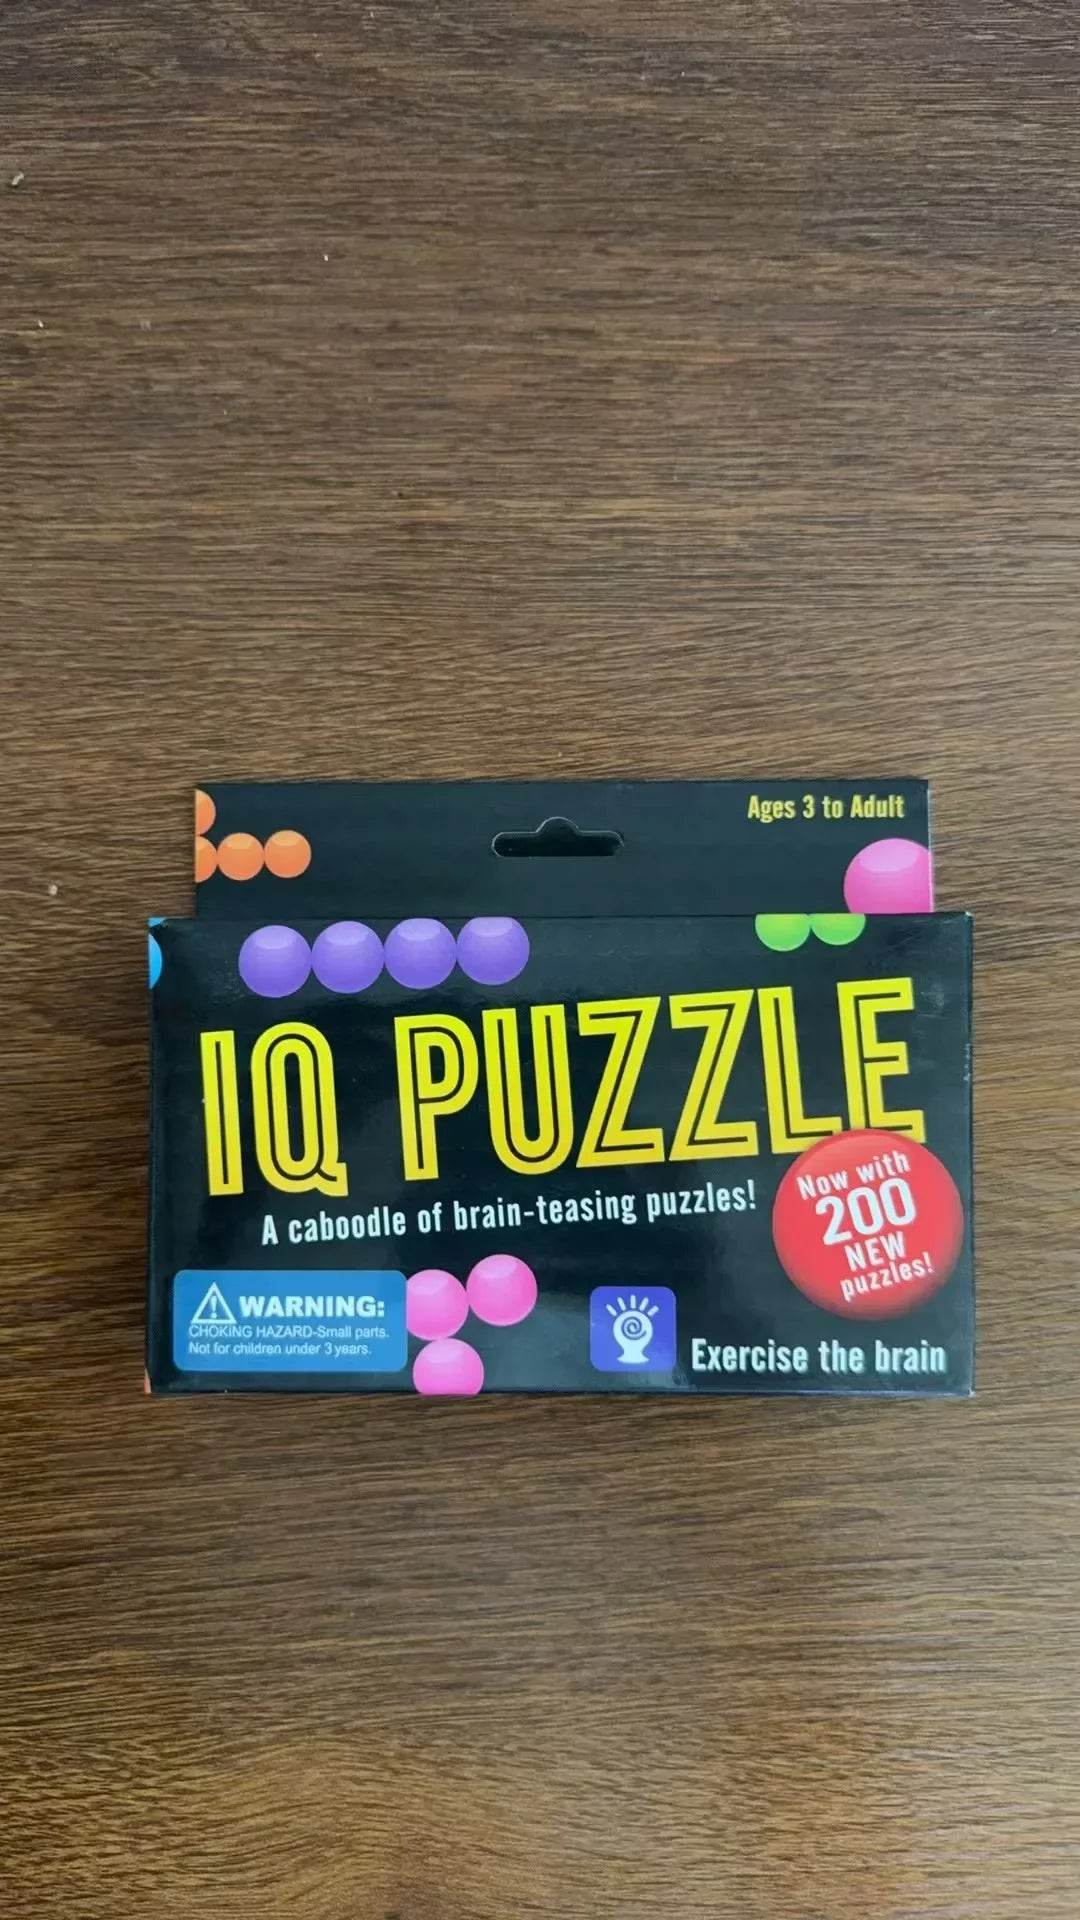 Ages 3 to Adult
IQ PUZZLE
A caboodle of brain-teasing puzzles!
Now with
200
NEW
puzzles!
WARNING:
CHOKING HAZARD-Small parts.
Not for children under 3 years.
Exercise the brain